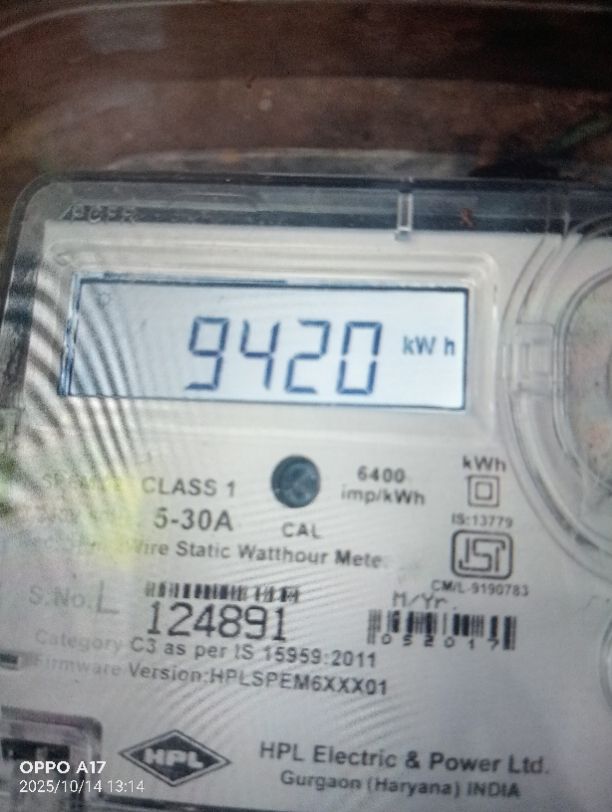 9420 kWh
CLASS 1
6400
imp/kWh
kWh
5-30A
CAL
IS:13779
Wire Static Watthour Mete
ISI
CM/L-9190783
S.No. L
124891
M/Yr.
052017
Category C3 as per IS 15959:2011
Firmware Version:HPLSPEM6XXX01
HPL
HPL Electric & Power Ltd.
Gurgaon (Haryana) INDIA
OPPO A17
2025/10/14 13:14